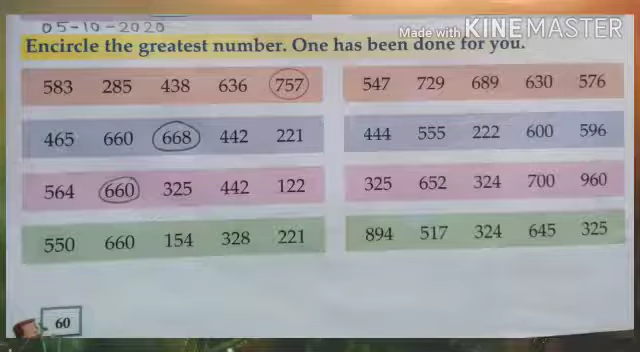 05-10-2020
Made with KINEMASTER
Encircle the greatest number. One has been done for you.
583 285 438 636 757
465 660 668 442 221
564 660 325 442 122
550 660 154 328 221
547 729 689 630 576
444 555 222 600 596
325 652 324 700 960
894 517 324 645 325
60